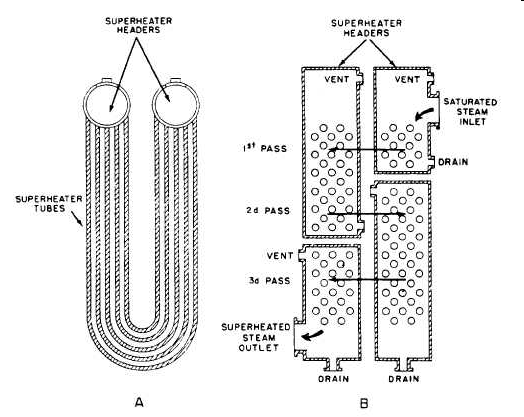 SUPERHEATER
HEADERS
SUPERHEATER
TUBES
A
SUPERHEATER
HEADERS
VENT
VENT
SATURATED
STEAM
INLET
1st PASS
DRAIN
2d PASS
VENT
3d PASS
SUPERHEATED
STEAM
OUTLET
DRAIN
DRAIN
B